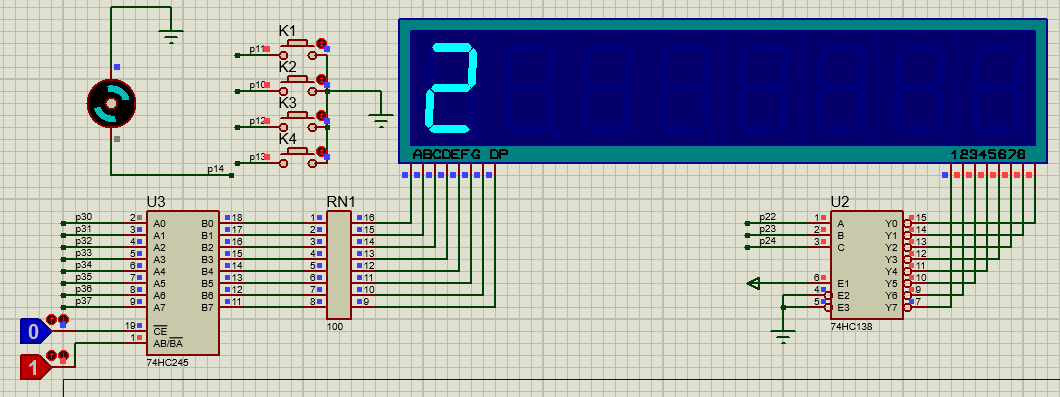 K1
p11
K2
p10
K3
p12
K4
p13
p14
2
ABCDEFG DP
12345678
U3
p30 2 A0 B0 18
p31 3 A1 B1 17
p32 4 A2 B2 16
p33 5 A3 B3 15
p34 6 A4 B4 14
p35 7 A5 B5 13
p36 8 A6 B6 12
p37 9 A7 B7 11
0 19 CE
1 1 AB/BA
74HC245
RN1
1 16
2 15
3 14
4 13
5 12
6 11
7 10
8 9
100
U2
p22 1 A Y0 15
p23 2 B Y1 14
p24 3 C Y2 13
Y3 12
Y4 11
6 E1 Y5 10
4 E2 Y6 9
5 E3 Y7 7
74HC138